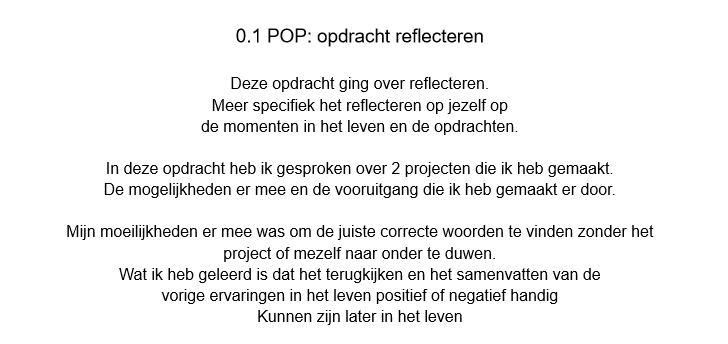 0.1 POP: opdracht reflecteren
Deze opdracht ging over reflecteren.
Meer specifiek het reflecteren op jezelf op
de momenten in het leven en de opdrachten.
In deze opdracht heb ik gesproken over 2 projecten die ik heb gemaakt.
De mogelijkheden er mee en de vooruitgang die ik heb gemaakt er door.
Mijn moeilijkheden er mee was om de juiste correcte woorden te vinden zonder het
project of mezelf naar onder te duwen.
Wat ik heb geleerd is dat het terugkijken en het samenvatten van de
vorige ervaringen in het leven positief of negatief handig
Kunnen zijn later in het leven